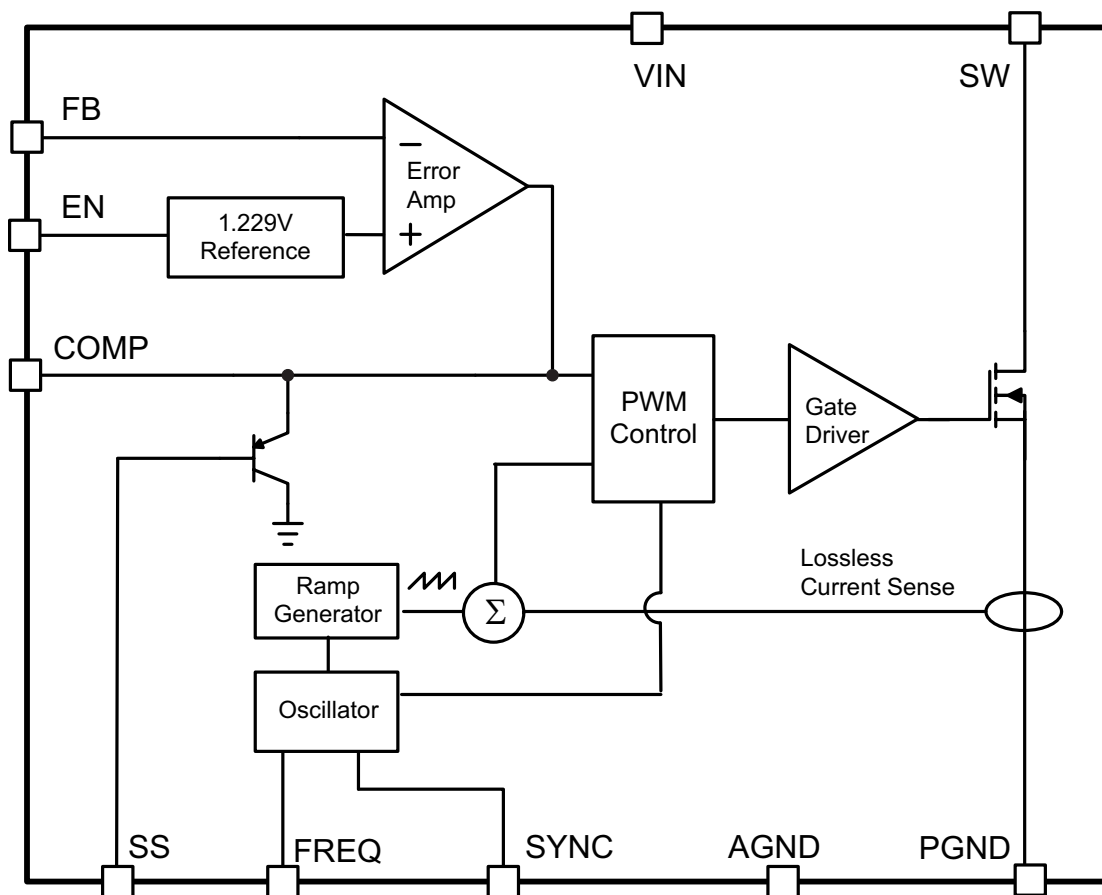 VIN
SW
FB
EN
−
Error
Amp
+
1.229V
Reference
COMP
PWM
Control
Gate
Driver
Lossless
Current Sense
Ramp
Generator
Σ
Oscillator
SS
FREQ
SYNC
AGND
PGND